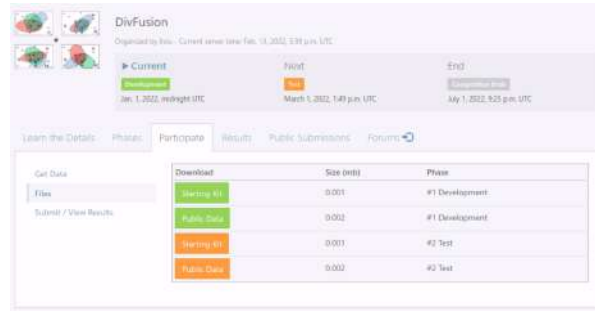 DivFusion
Organized by - Current server time: Feb. 13, 2022, 5:39 p.m. UTC
Current
Next
End
Development
Test
Competition Ends
Jan. 1, 2022, midnight UTC
March 1, 2022, 1:49 p.m. UTC
July 1, 2022, 9:25 p.m. UTC
Learn the Details Phases Participate Results Public Submissions Forums
Get Data
Files
Submit / View Results
Download Size (mb) Phase
Starting Kit 0.001 #1 Development
Public Data 0.002 #1 Development
Starting Kit 0.001 #2 Test
Public Data 0.002 #2 Test